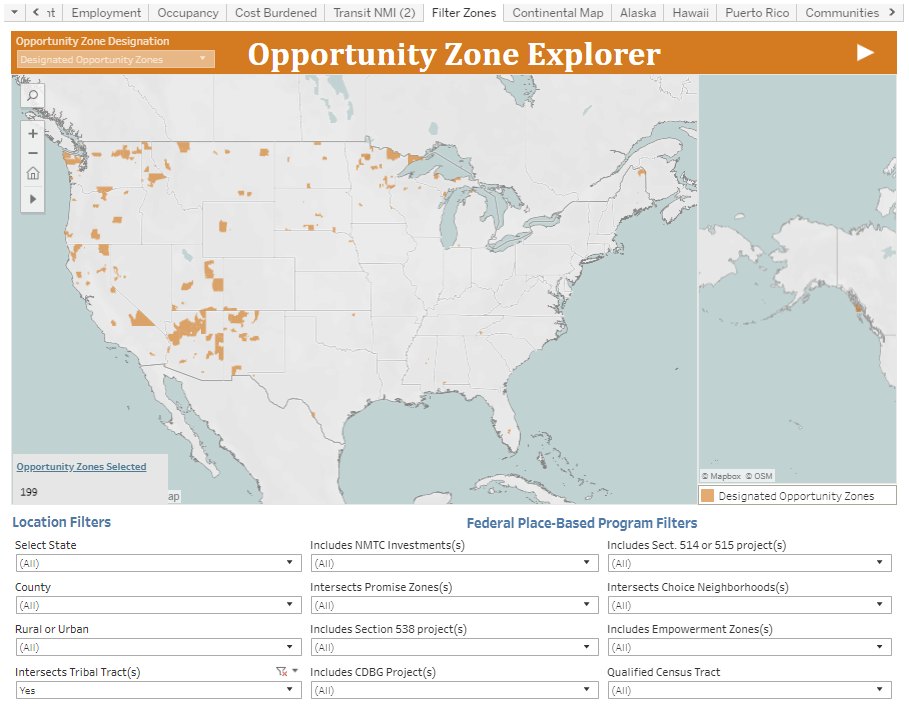 nt Employment Occupancy Cost Burdened Transit NMI (2) Filter Zones Continental Map Alaska Hawaii Puerto Rico Communities
Opportunity Zone Designation
Designated Opportunity Zones
Opportunity Zone Explorer
Opportunity Zones Selected
199
ap
© Mapbox © OSM
Designated Opportunity Zones
Location Filters
Federal Place-Based Program Filters
Select State
(All)
Includes NMTC Investments(s)
(All)
Includes Sect. 514 or 515 project(s)
(All)
County
(All)
Intersects Promise Zones(s)
(All)
Intersects Choice Neighborhoods(s)
(All)
Rural or Urban
(All)
Includes Section 538 project(s)
(All)
Includes Empowerment Zones(s)
(All)
Intersects Tribal Tract(s)
Yes
Includes CDBG Project(s)
(All)
Qualified Census Tract
(All)